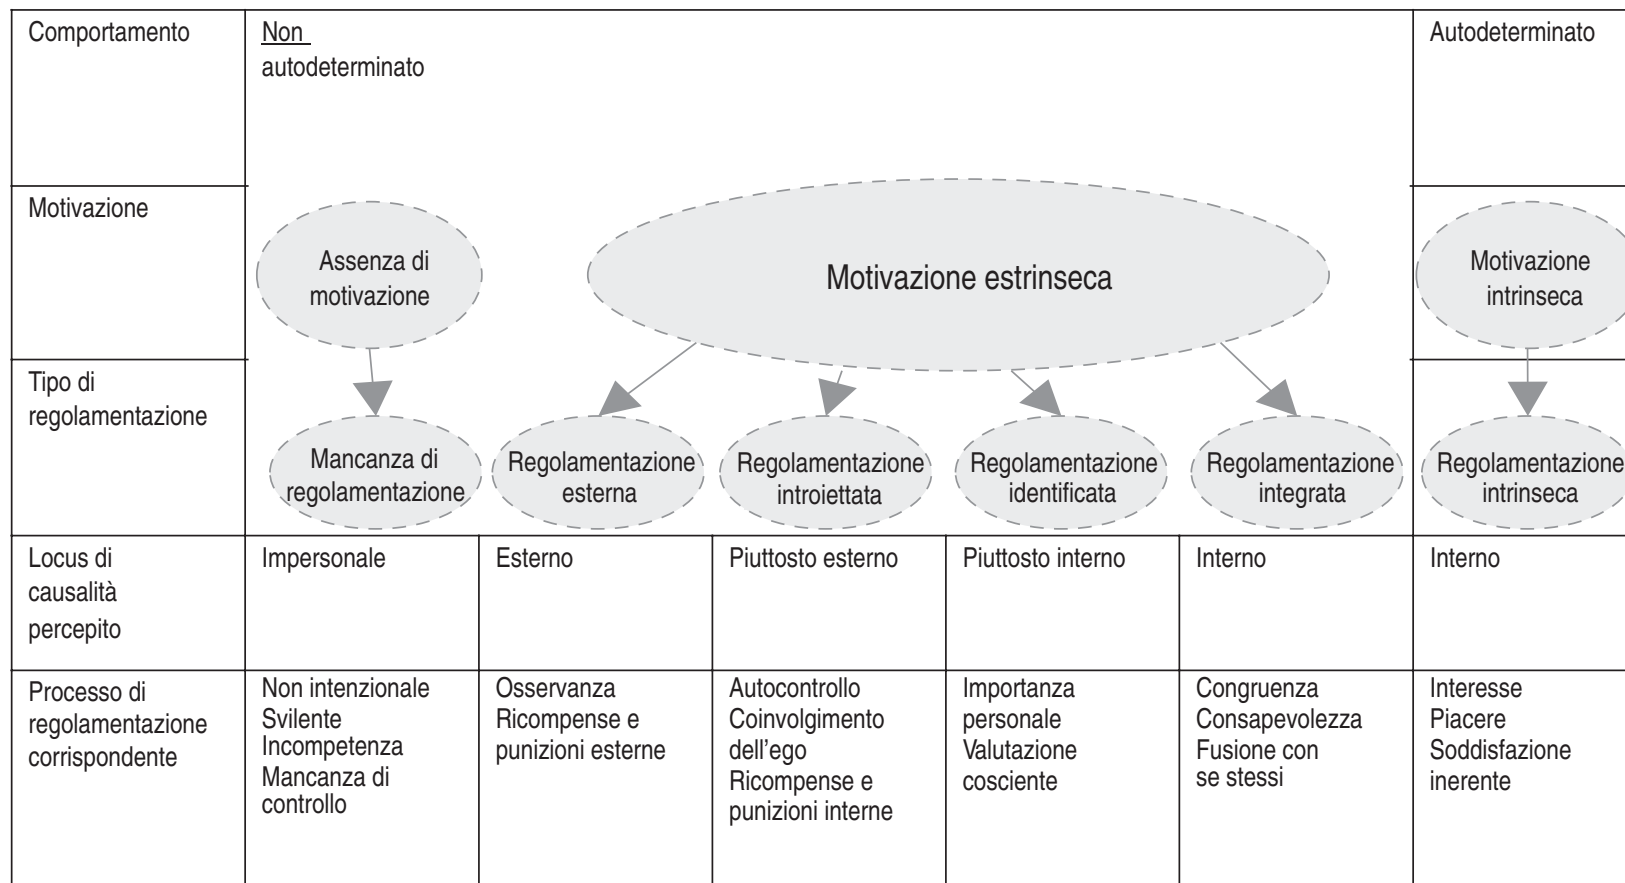 Comportamento
Non
autodeterminato
Autodeterminato
Motivazione
Assenza di
motivazione
Motivazione estrinseca
Motivazione
intrinseca
Tipo di
regolamentazione
Mancanza di
regolamentazione
Regolamentazione
esterna
Regolamentazione
introiettata
Regolamentazione
identificata
Regolamentazione
integrata
Regolamentazione
intrinseca
Locus di
causalità
percepito
Impersonale
Esterno
Piuttosto esterno
Piuttosto interno
Interno
Interno
Processo di
regolamentazione
corrispondente
Non intenzionale
Svilente
Incompetenza
Mancanza di
controllo
Osservanza
Ricompense e
punizioni esterne
Autocontrollo
Coinvolgimento
dell'ego
Ricompense e
punizioni interne
Importanza
personale
Valutazione
cosciente
Congruenza
Consapevolezza
Fusione con
se stessi
Interesse
Piacere
Soddisfazione
inerente